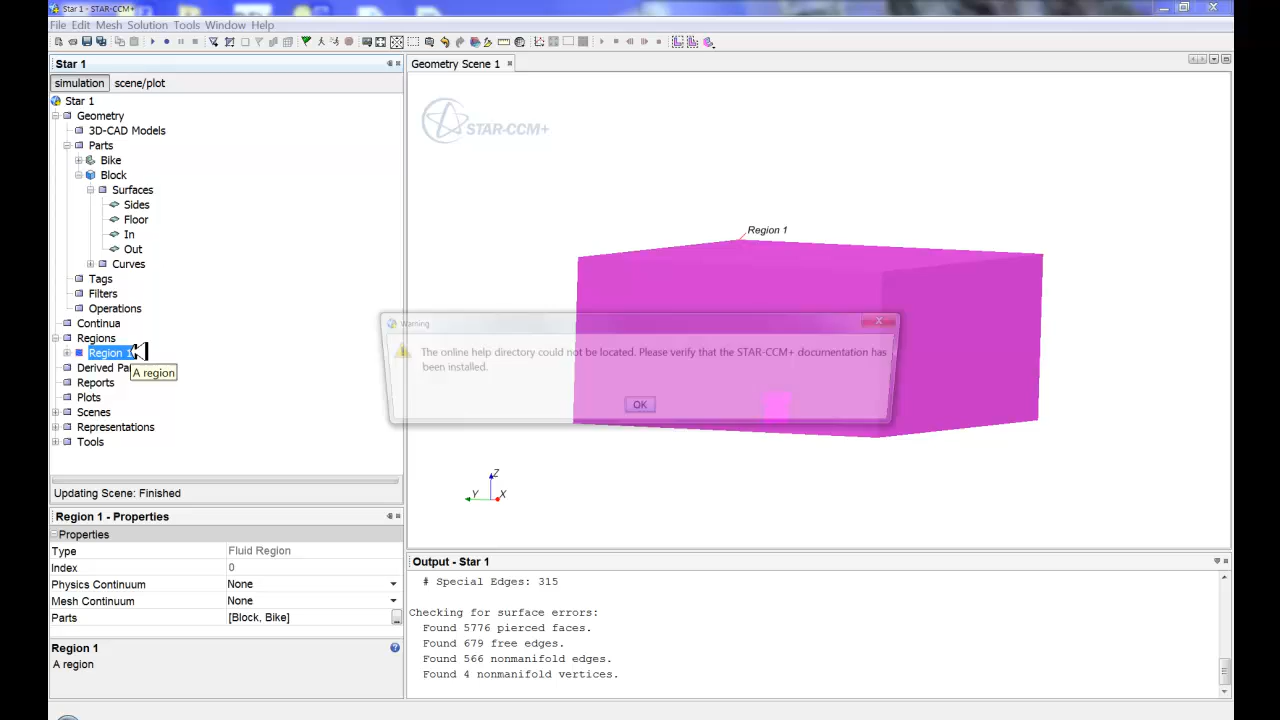 Star 1 - STAR-CCM+
File Edit Mesh Solution Tools Window Help
Star 1
simulation scene/plot
Star 1
Geometry
3D-CAD Models
Parts
Bike
Block
Surfaces
Sides
Floor
In
Out
Curves
Tags
Filters
Operations
Continua
Regions
Region 1
A region
Reports
Plots
Scenes
Representations
Tools
Updating Scene: Finished
Region 1 - Properties
Properties
Type Fluid Region
Index 0
Physics Continuum None
Mesh Continuum None
Parts [Block, Bike]
Region 1
A region
Geometry Scene 1
STAR-CCM+
Region 1
Warning
The online help directory could not be located. Please verify that the STAR-CCM+ documentation has
been installed.
OK
Z
Y X
Output - Star 1
# Special Edges: 315
Checking for surface errors:
Found 5776 pierced faces.
Found 679 free edges.
Found 566 nonmanifold edges.
Found 4 nonmanifold vertices.